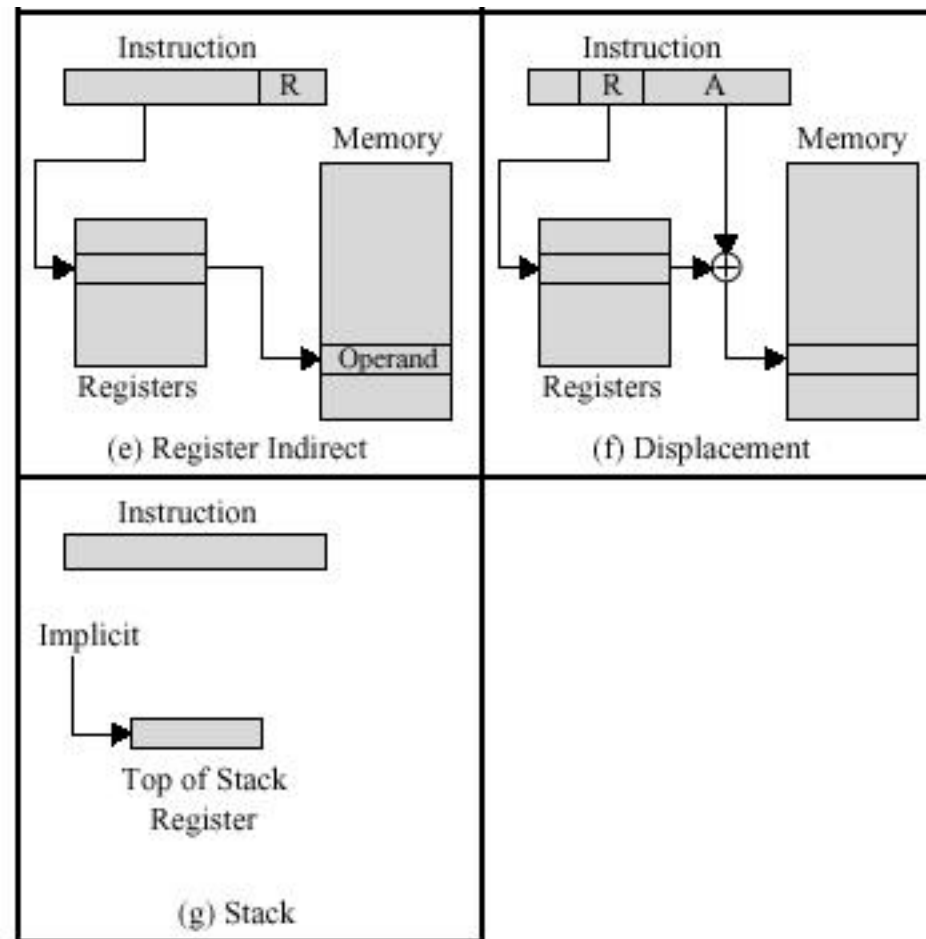 Instruction
R
Memory
Operand
Registers
(e) Register Indirect
Instruction
R A
Memory
Registers
(f) Displacement
Instruction
Implicit
Top of Stack
Register
(g) Stack